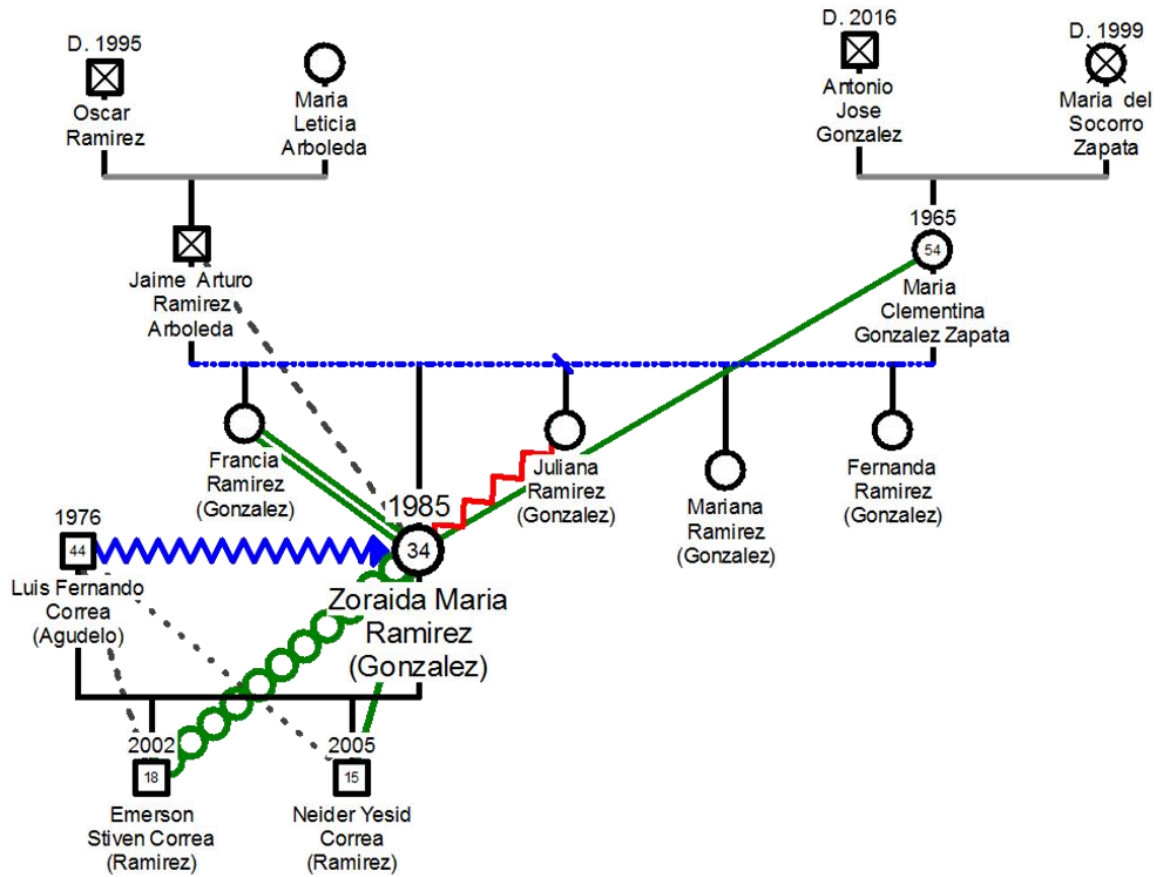 D. 1995
Oscar
Ramirez
Maria
Leticia
Arboleda
D. 2016
Antonio
Jose
Gonzalez
D. 1999
Maria del
Socorro
Zapata
Jaime Arturo
Ramirez
Arboleda
1965
54
Maria
Clementina
Gonzalez Zapata
Francia
Ramirez
(Gonzalez)
1985
34
Zoraida Maria
Ramirez
(Gonzalez)
Juliana
Ramirez
(Gonzalez)
Mariana
Ramirez
(Gonzalez)
Fernanda
Ramirez
(Gonzalez)
1976
44
Luis Fernando
Correa
(Agudelo)
2002
18
Emerson
Stiven Correa
(Ramirez)
2005
15
Neider Yesid
Correa
(Ramirez)